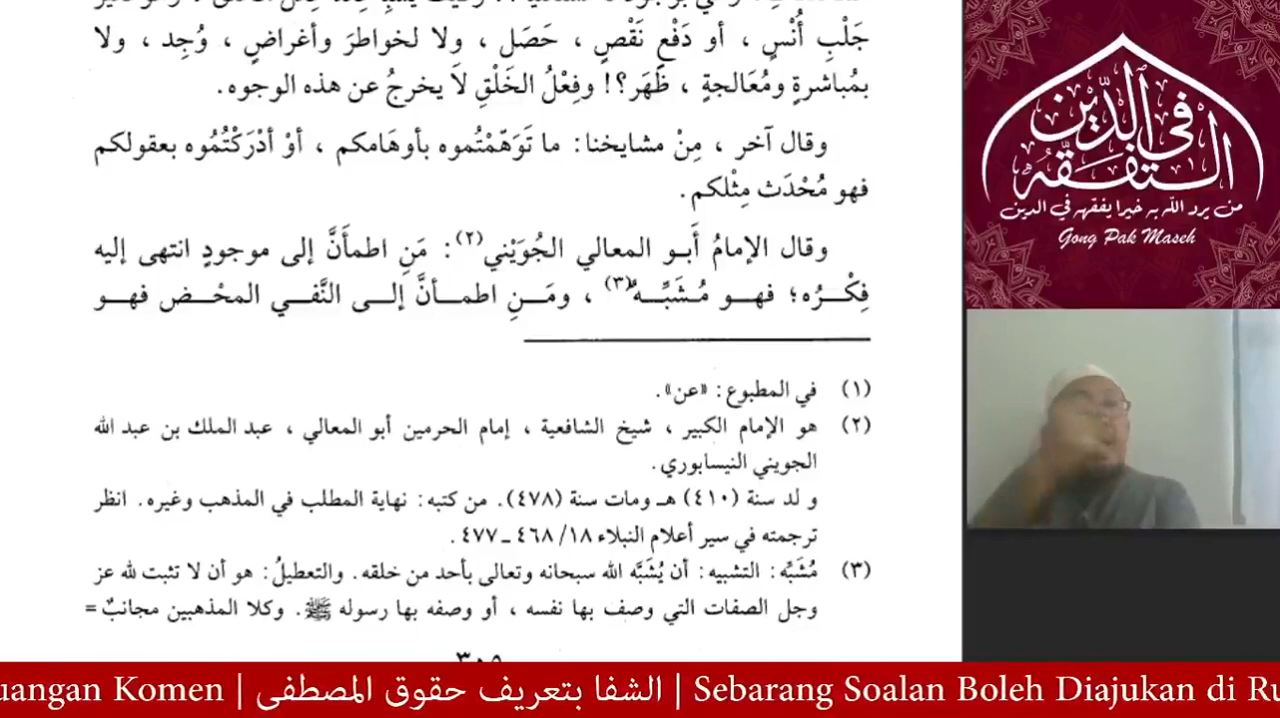 جَلْبِ أُنْسٍ ، أو دَفْعِ نَقْصٍ ، حَصَل ، ولا لخواطرَ وأغراضٍ ، وُجِد ، ولا
بمُباشرةٍ ومُعَالجةٍ ، ظَهَر؟! وفِعْلُ الخَلْقِ لاَ يخرجُ عن هذه الوجوه.
وقال آخر ، مِنْ مشايخنا: ما تَوَهَّمْتُموه بأوهَامكم ، أوْ أدْرَكْتُمُوه بعقولكم
فهو مُحْدَث مِثْلكم.
وقال الإمامُ أَبو المعالي الجُوَيْني(٢): مَنِ اطمأَنَّ إلى موجودٍ انتهى إليه
فِكْرُه؛ فهو مُشَبِّه(٣) ، ومَنِ اطمأنَّ إلى النَّفي المحْض فهو
(١) في المطبوع: «عن».
(٢) هو الإمام الكبير ، شيخ الشافعية ، إمام الحرمين أبو المعالي ، عبد الملك بن عبد الله
الجويني النيسابوري.
و لد سنة (٤١٠) هـ ومات سنة (٤٧٨). من كتبه: نهاية المطلب في المذهب وغيره. انظر
ترجمته في سير أعلام النبلاء ١٨/ ٤٦٨ - ٤٧٧ .
(٣) مُشَبِّه: التشبيه: أن يُشَبَّه الله سبحانه وتعالى بأحد من خلقه. والتعطيلُ: هو أن لا تثبت لله عز
وجل الصفات التي وصف بها نفسه ، أو وصفه بها رسوله ﷺ. وكلا المذهبين مجانبٌ =
في الدين
التفقه
من يرد الله به خيرا يفقهه في الدين
Gong Pak Maseh
uangan Komen | الشفا بتعريف حقوق المصطفى | Sebarang Soalan Boleh Diajukan di Ru